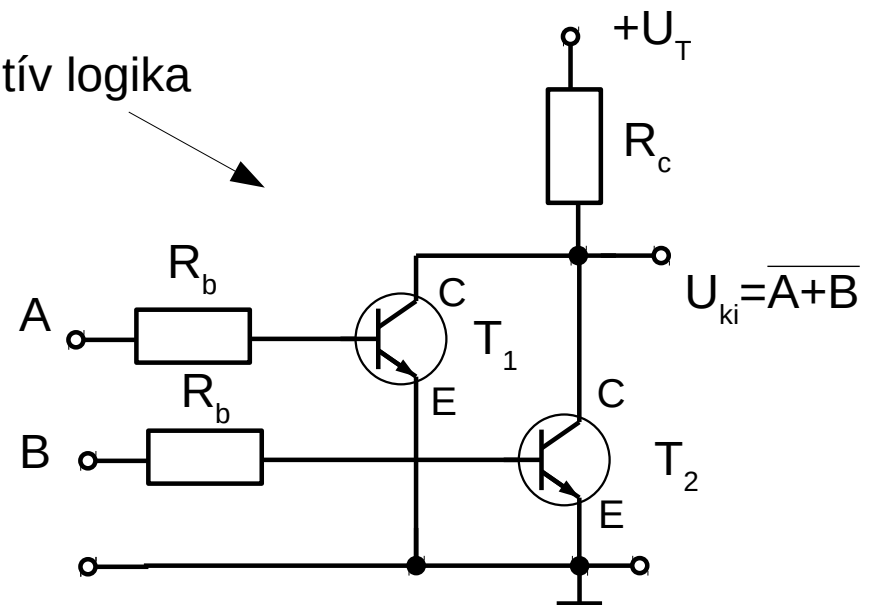 +U_T
tív logika
R_c
R_b
C
U_ki=A̅+̅B̅
A
T_1
R_b
E
C
B
T_2
E